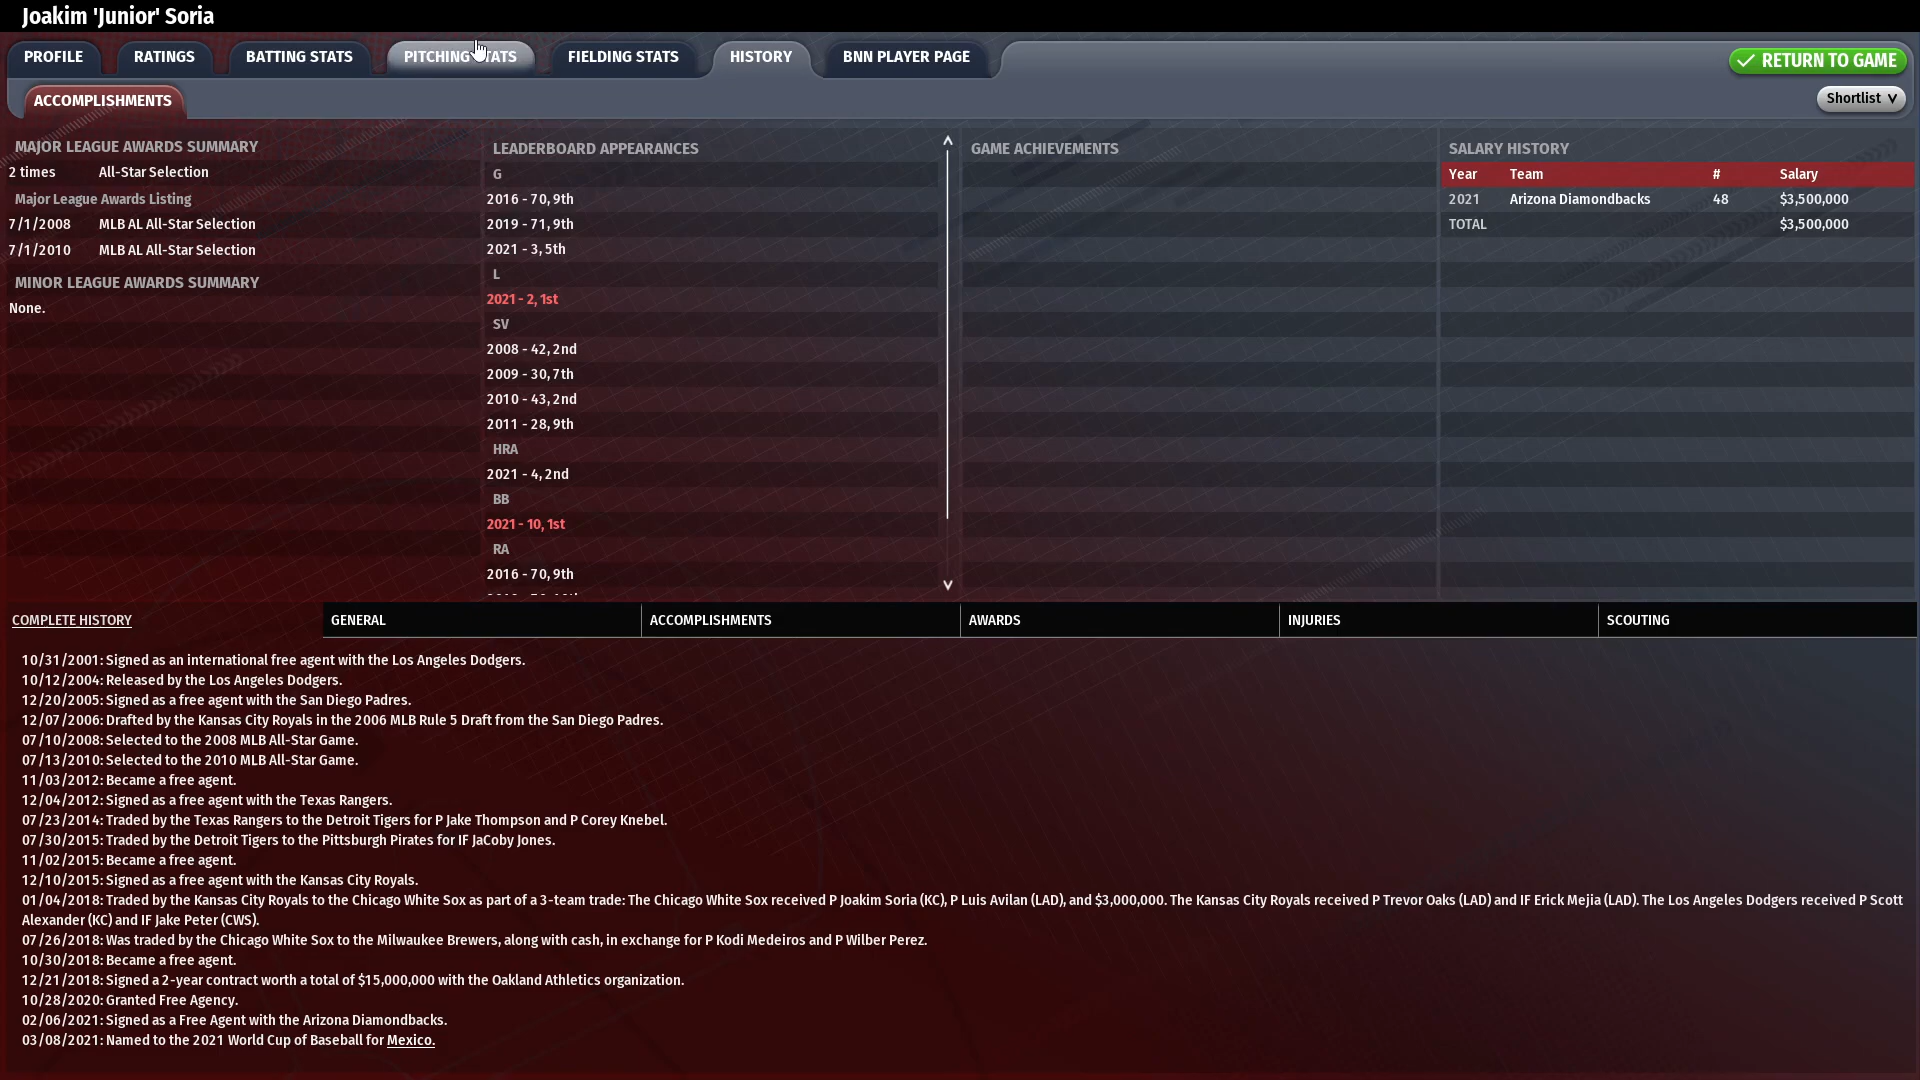 Joakim 'Junior' Soria
PROFILE
RATINGS
BATTING STATS
PITCHING STATS
FIELDING STATS
HISTORY
BNN PLAYER PAGE
RETURN TO GAME
ACCOMPLISHMENTS
Shortlist
MAJOR LEAGUE AWARDS SUMMARY
2 times All-Star Selection
Major League Awards Listing
7/1/2008 MLB AL All-Star Selection
7/1/2010 MLB AL All-Star Selection
MINOR LEAGUE AWARDS SUMMARY
None.
LEADERBOARD APPEARANCES
G
2016 - 70, 9th
2019 - 71, 9th
2021 - 3, 5th
L
2021 - 2, 1st
SV
2008 - 42, 2nd
2009 - 30, 7th
2010 - 43, 2nd
2011 - 28, 9th
HRA
2021 - 4, 2nd
BB
2021 - 10, 1st
RA
2016 - 70, 9th
GAME ACHIEVEMENTS
SALARY HISTORY
Year Team # Salary
2021 Arizona Diamondbacks 48 $3,500,000
TOTAL $3,500,000
COMPLETE HISTORY
GENERAL
ACCOMPLISHMENTS
AWARDS
INJURIES
SCOUTING
10/31/2001: Signed as an international free agent with the Los Angeles Dodgers.
10/12/2004: Released by the Los Angeles Dodgers.
12/20/2005: Signed as a free agent with the San Diego Padres.
12/07/2006: Drafted by the Kansas City Royals in the 2006 MLB Rule 5 Draft from the San Diego Padres.
07/10/2008: Selected to the 2008 MLB All-Star Game.
07/13/2010: Selected to the 2010 MLB All-Star Game.
11/03/2012: Became a free agent.
12/04/2012: Signed as a free agent with the Texas Rangers.
07/23/2014: Traded by the Texas Rangers to the Detroit Tigers for P Jake Thompson and P Corey Knebel.
07/30/2015: Traded by the Detroit Tigers to the Pittsburgh Pirates for IF JaCoby Jones.
11/02/2015: Became a free agent.
12/10/2015: Signed as a free agent with the Kansas City Royals.
01/04/2018: Traded by the Kansas City Royals to the Chicago White Sox as part of a 3-team trade: The Chicago White Sox received P Joakim Soria (KC), P Luis Avilan (LAD), and $3,000,000. The Kansas City Royals received P Trevor Oaks (LAD) and IF Erick Mejia (LAD). The Los Angeles Dodgers received P Scott
Alexander (KC) and IF Jake Peter (CWS).
07/26/2018: Was traded by the Chicago White Sox to the Milwaukee Brewers, along with cash, in exchange for P Kodi Medeiros and P Wilber Perez.
10/30/2018: Became a free agent.
12/21/2018: Signed a 2-year contract worth a total of $15,000,000 with the Oakland Athletics organization.
10/28/2020: Granted Free Agency.
02/06/2021: Signed as a Free Agent with the Arizona Diamondbacks.
03/08/2021: Named to the 2021 World Cup of Baseball for Mexico.